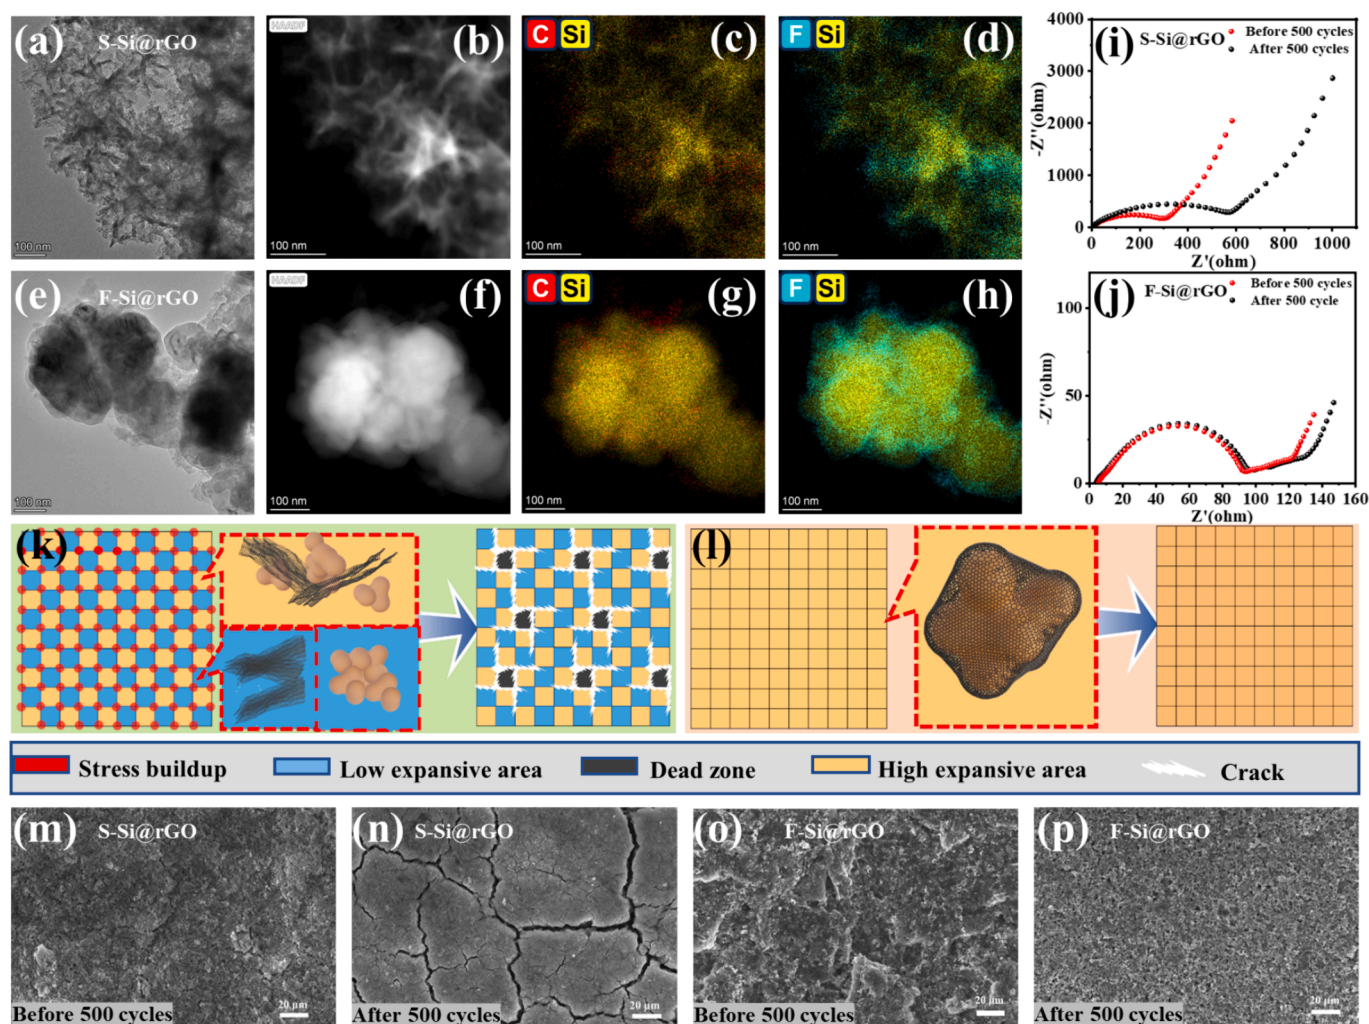 (a)
S-Si@rGO
100 nm
HAADF
(b)
100 nm
C Si
(c)
100 nm
F Si
(d)
100 nm
(i)
S-Si@rGO
Before 500 cycles
After 500 cycles
4000
3000
2000
1000
0
-Z''(ohm)
0 200 400 600 800 1000
Z'(ohm)
(e)
F-Si@rGO
100 nm
HAADF
(f)
100 nm
C Si
(g)
100 nm
F Si
(h)
100 nm
(j)
F-Si@rGO
Before 500 cycles
After 500 cycle
100
50
0
-Z''(ohm)
0 20 40 60 80 100 120 140 160
Z'(ohm)
(k)
(l)
Stress buildup
Low expansive area
Dead zone
High expansive area
Crack
(m)
S-Si@rGO
Before 500 cycles
20 μm
(n)
S-Si@rGO
After 500 cycles
20 μm
(o)
F-Si@rGO
Before 500 cycles
20 μm
(p)
F-Si@rGO
After 500 cycles
20 μm